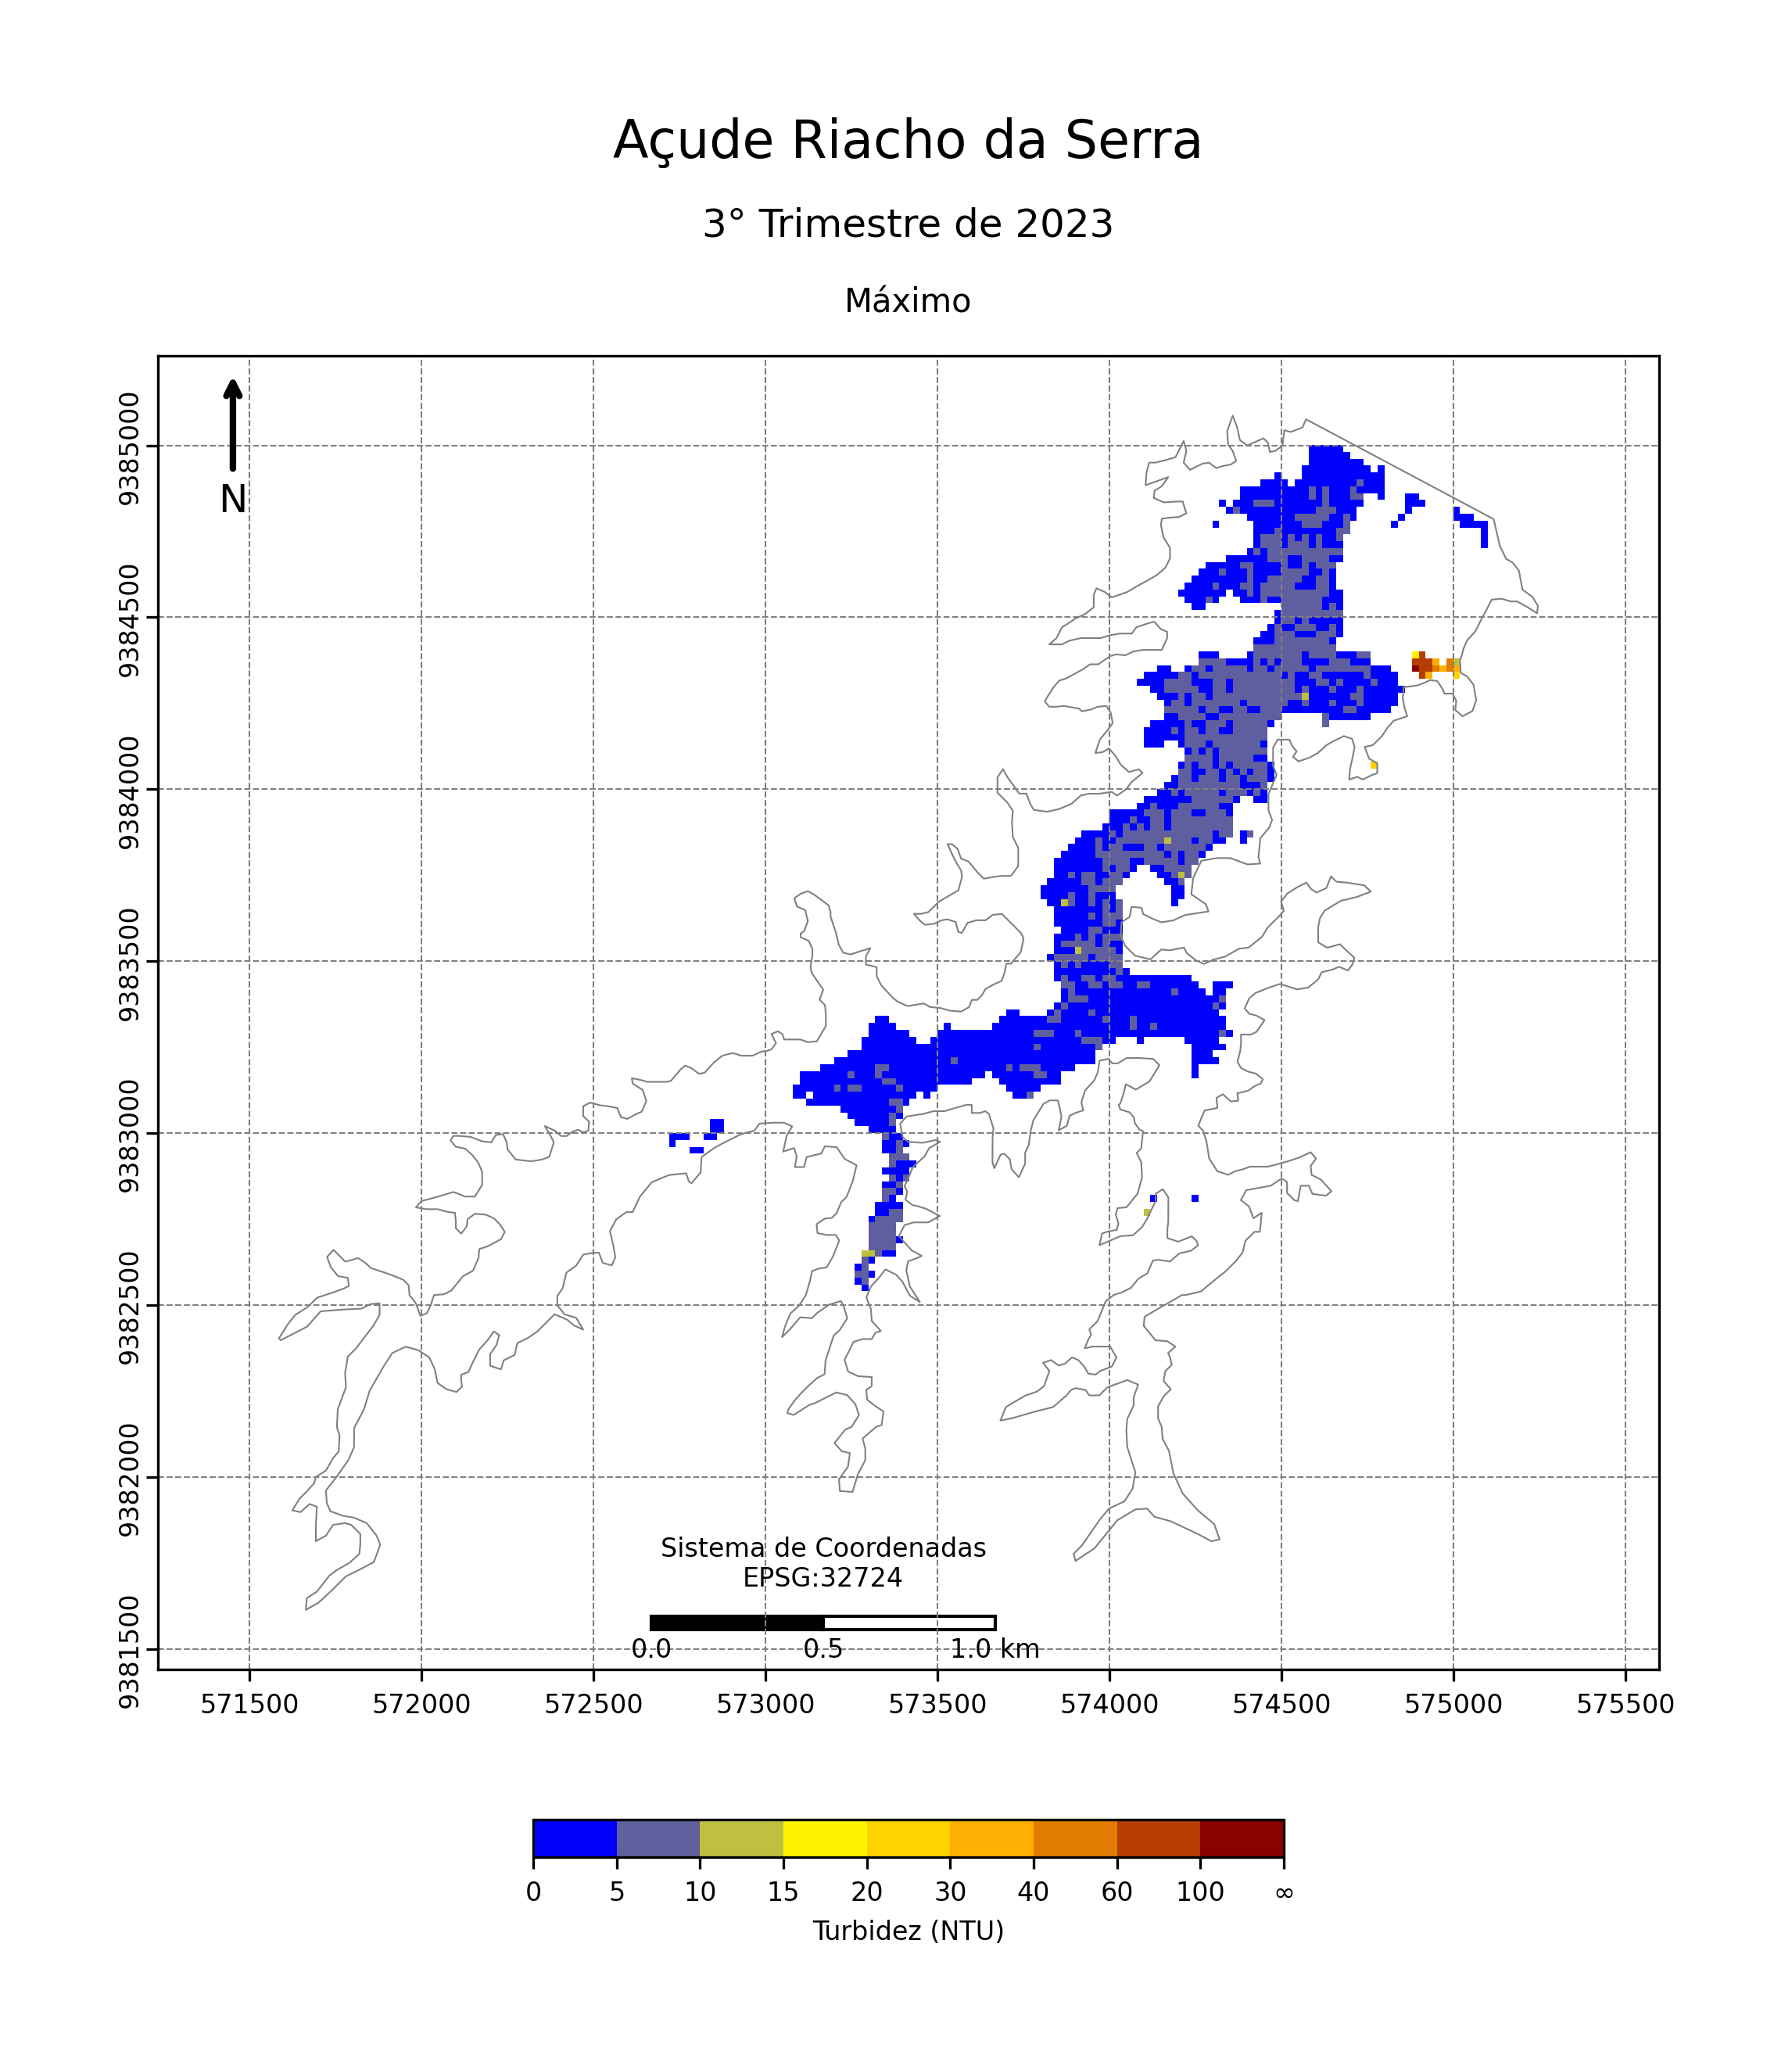 Açude Riacho da Serra
3° Trimestre de 2023
Máximo
N
9385000
9384500
9384000
9383500
9383000
9382500
9382000
9381500
Sistema de Coordenadas
EPSG:32724
0.0 0.5 1.0 km
571500 572000 572500 573000 573500 574000 574500 575000 575500
0 5 10 15 20 30 40 60 100 ∞
Turbidez (NTU)